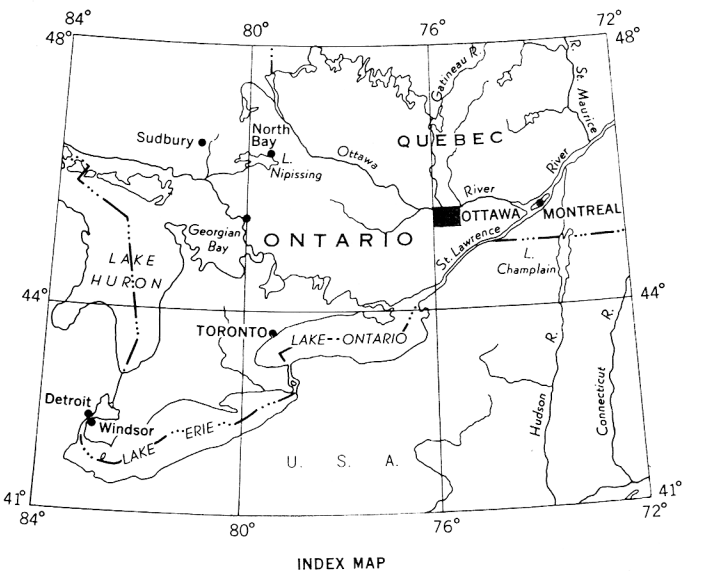 84°
80°
76°
72°
48°
48°
Gatineau R.
R.
St. Maurice
Sudbury
North
Bay
L.
Nipissing
Ottawa
QUEBEC
River
River
OTTAWA
MONTREAL
Georgian
Bay
ONTARIO
St. Lawrence
L.
Champlain
LAKE
HURON
44°
44°
TORONTO
LAKE ONTARIO
R.
R.
Hudson
Connecticut
Detroit
Windsor
LAKE ERIE
U. S. A.
41°
41°
84°
80°
76°
72°
INDEX MAP